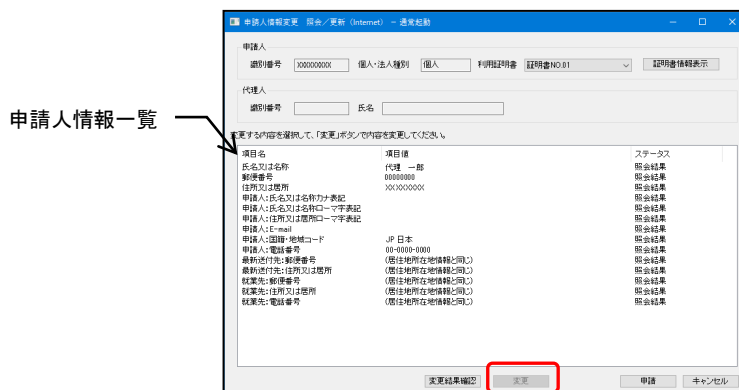 申請人情報変更 照会／更新（Internet） － 通常起動
申請人
識別番号 XXXXXXXXX 個人・法人種別 個人 利用証明書 証明書NO.01 証明書情報表示
代理人
識別番号 氏名
申請人情報一覧
変更する内容を選択して、「変更」ボタンで内容を変更してください。
項目名 項目値 ステータス
氏名又は名称 代理 一郎 照会結果
郵便番号 00000000 照会結果
住所又は居所 XXXXXXXXX 照会結果
申請人:氏名又は名称カナ表記 照会結果
申請人:氏名又は名称ローマ字表記 照会結果
申請人:住所又は居所ローマ字表記 照会結果
申請人:E-mail 照会結果
申請人:国籍・地域コード JP 日本 照会結果
申請人:電話番号 00-0000-0000 照会結果
最新送付先:郵便番号 (居住地所在地情報と同じ) 照会結果
最新送付先:住所又は居所 (居住地所在地情報と同じ) 照会結果
就業先:郵便番号 (居住地所在地情報と同じ) 照会結果
就業先:住所又は居所 (居住地所在地情報と同じ) 照会結果
就業先:電話番号 (居住地所在地情報と同じ) 照会結果
変更結果確認 変更 申請 キャンセル